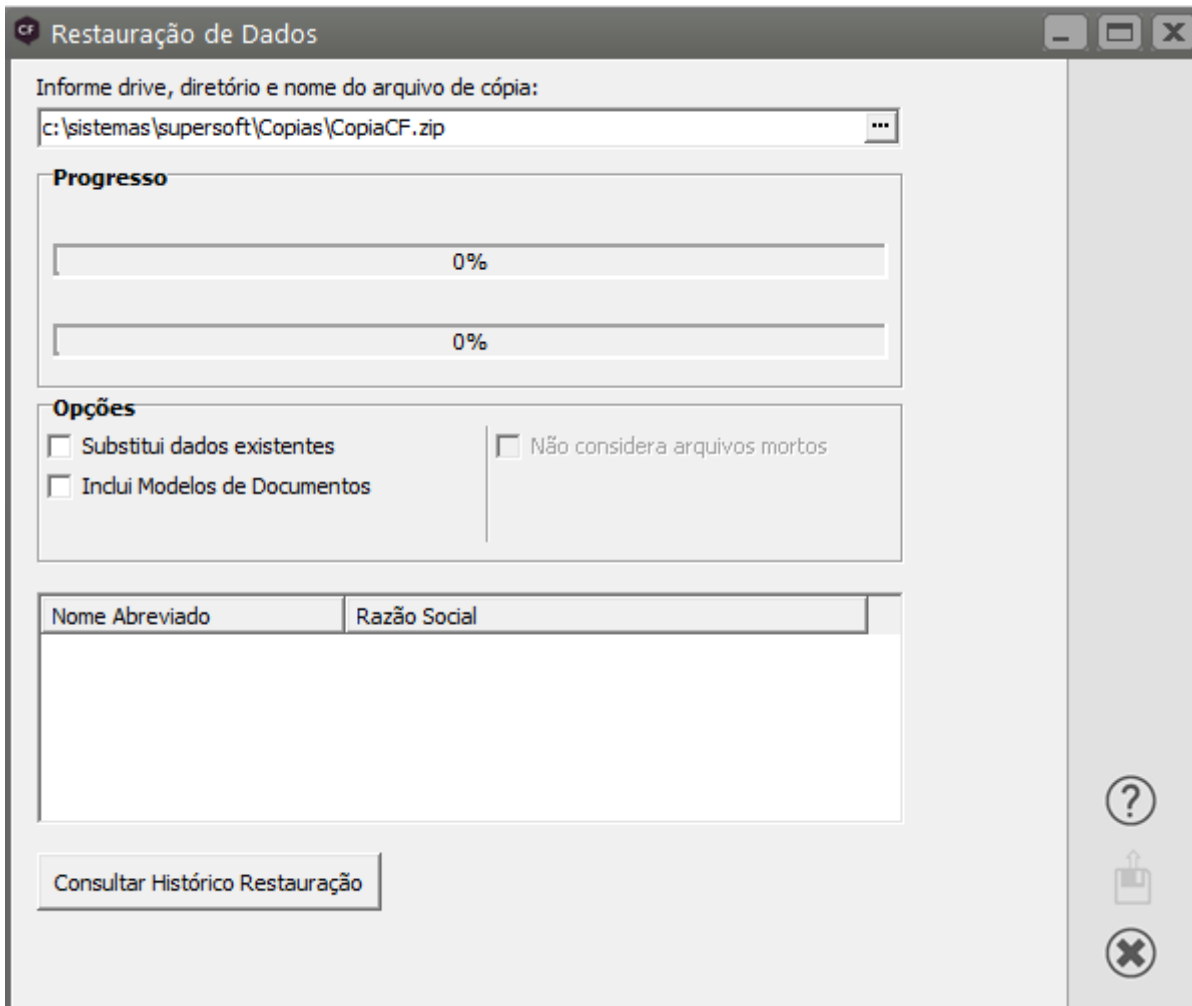 CF Restauração de Dados
Informe drive, diretório e nome do arquivo de cópia:
c:\sistemas\supersoft\Copias\CopiaCF.zip ...
Progresso
0%
0%
Opções
Substitui dados existentes
Não considera arquivos mortos
Inclui Modelos de Documentos
Nome Abreviado Razão Social
?
Consultar Histórico Restauração